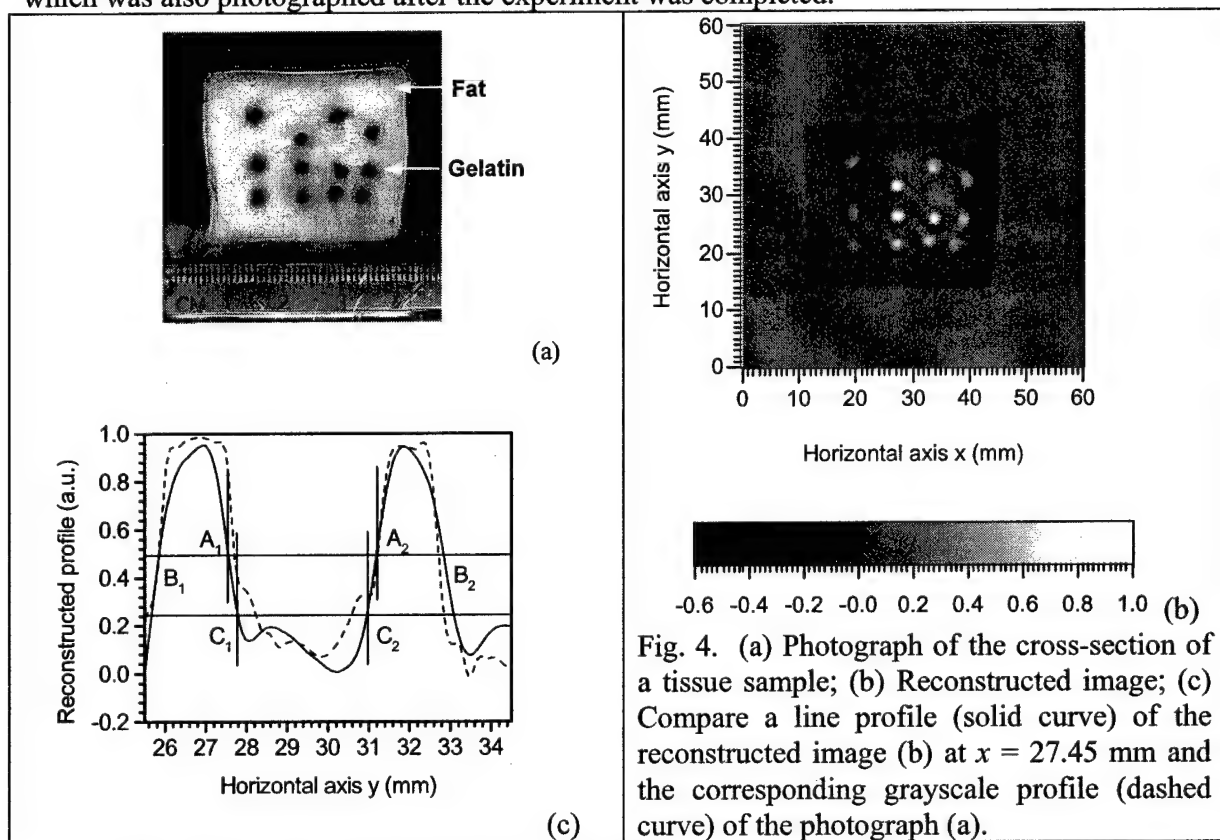 which was also photographed after the experiment was completed.
Fat
Gelatin
CM
(a)
Horizontal axis y (mm)
60
50
40
30
20
10
0
0 10 20 30 40 50 60
Horizontal axis x (mm)
-0.6 -0.4 -0.2 -0.0 0.2 0.4 0.6 0.8 1.0 (b)
Reconstructed profile (a.u.)
1.0
0.8
0.6
0.4
0.2
0.0
-0.2
A1
A2
B1
B2
C1
C2
26 27 28 29 30 31 32 33 34
Horizontal axis y (mm)
(c)
Fig. 4. (a) Photograph of the cross-section of
a tissue sample; (b) Reconstructed image; (c)
Compare a line profile (solid curve) of the
reconstructed image (b) at x = 27.45 mm and
the corresponding grayscale profile (dashed
curve) of the photograph (a).